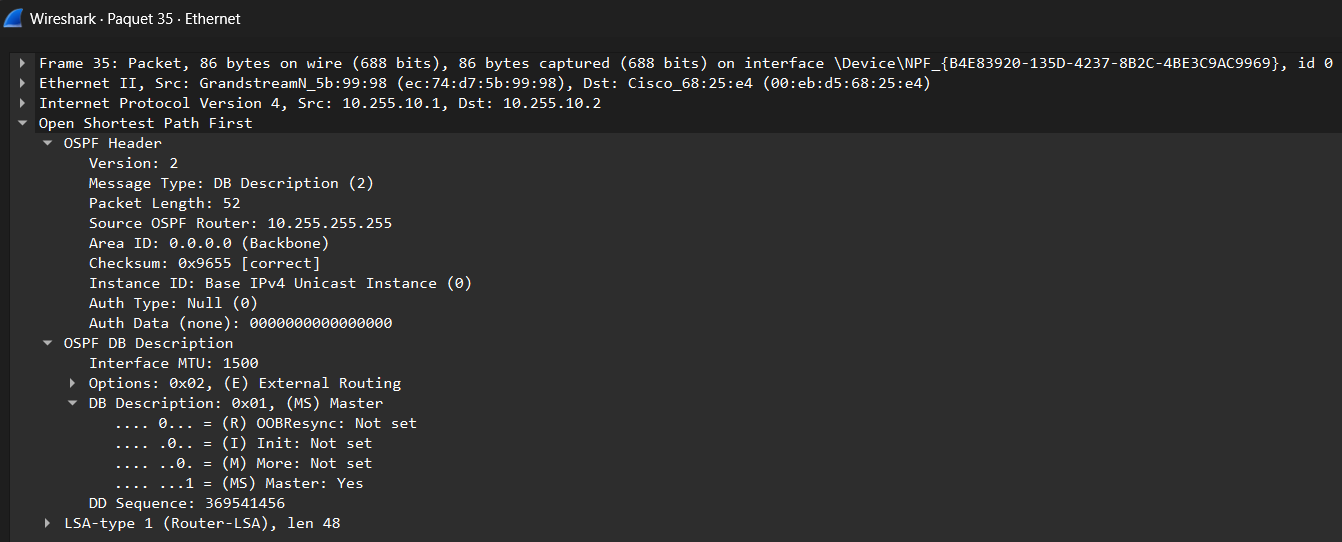 Wireshark · Paquet 35 · Ethernet
Frame 35: Packet, 86 bytes on wire (688 bits), 86 bytes captured (688 bits) on interface \Device\NPF_{B4E83920-135D-4237-8B2C-4BE3C9AC9969}, id 0
Ethernet II, Src: GrandstreamN_5b:99:98 (ec:74:d7:5b:99:98), Dst: Cisco_68:25:e4 (00:eb:d5:68:25:e4)
Internet Protocol Version 4, Src: 10.255.10.1, Dst: 10.255.10.2
Open Shortest Path First
OSPF Header
Version: 2
Message Type: DB Description (2)
Packet Length: 52
Source OSPF Router: 10.255.255.255
Area ID: 0.0.0.0 (Backbone)
Checksum: 0x9655 [correct]
Instance ID: Base IPv4 Unicast Instance (0)
Auth Type: Null (0)
Auth Data (none): 0000000000000000
OSPF DB Description
Interface MTU: 1500
Options: 0x02, (E) External Routing
DB Description: 0x01, (MS) Master
.... 0... = (R) OOBResync: Not set
.... .0.. = (I) Init: Not set
.... ..0. = (M) More: Not set
.... ...1 = (MS) Master: Yes
DD Sequence: 369541456
LSA-type 1 (Router-LSA), len 48